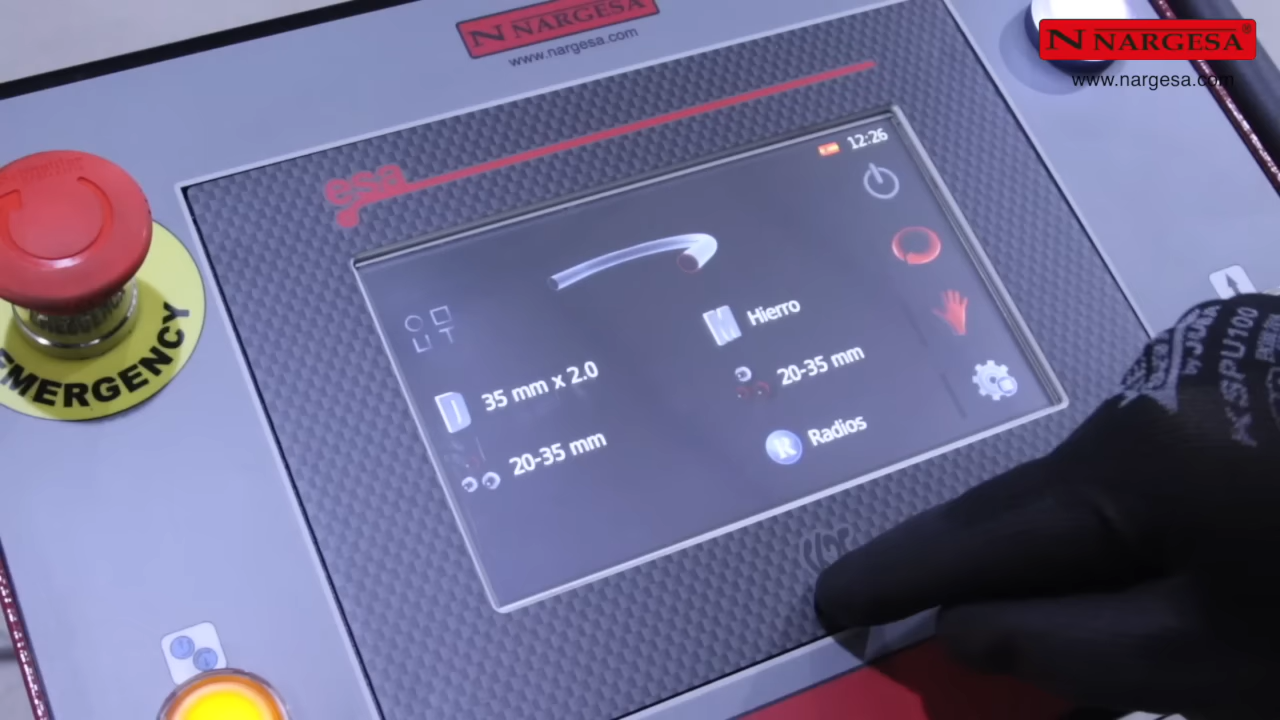 NARGESA
www.nargesa.com
NARGESA®
www.nargesa.com
esa
12:26
Hierro
35 mm x 2.0
20-35 mm
20-35 mm
R Radios
EMERGENCY
SPU100